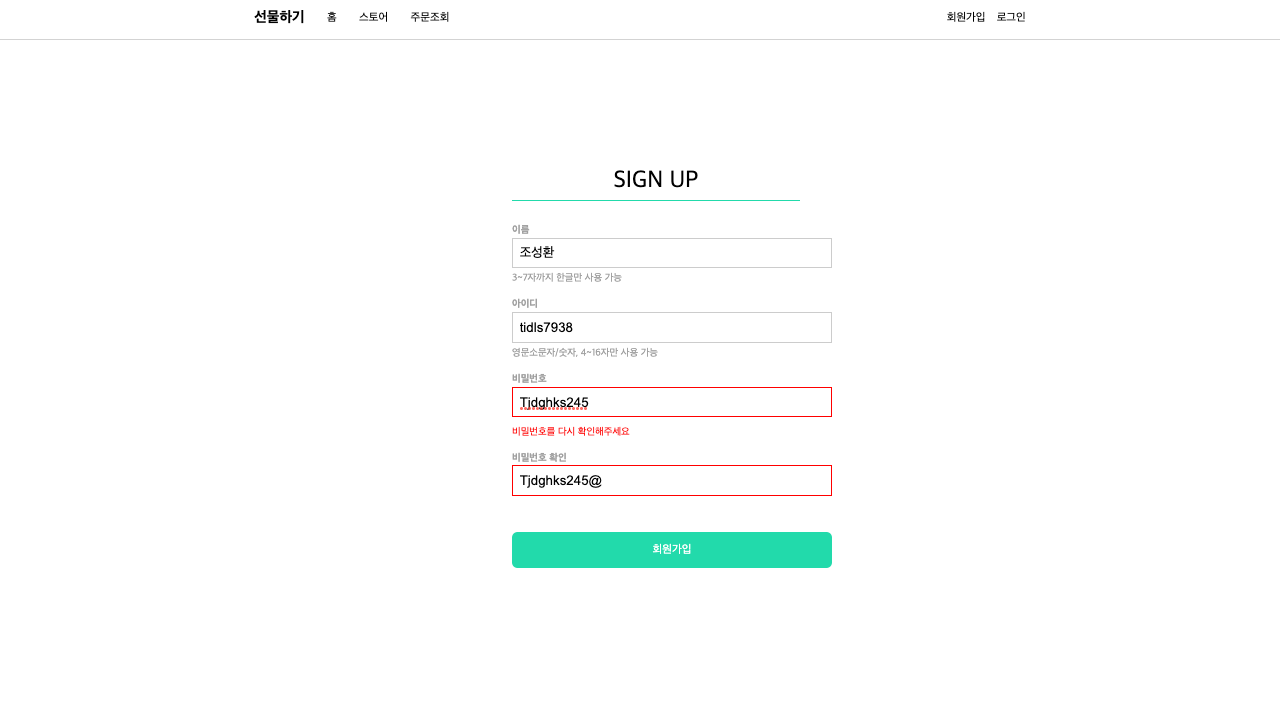 선물하기 홈 스토어 주문조회 회원가입 로그인
SIGN UP
이름
조성환
3~7자까지 한글만 사용 가능
아이디
tidls7938
영문소문자/숫자, 4~16자만 사용 가능
비밀번호
Tjdghks245
비밀번호를 다시 확인해주세요
비밀번호 확인
Tjdghks245@
회원가입